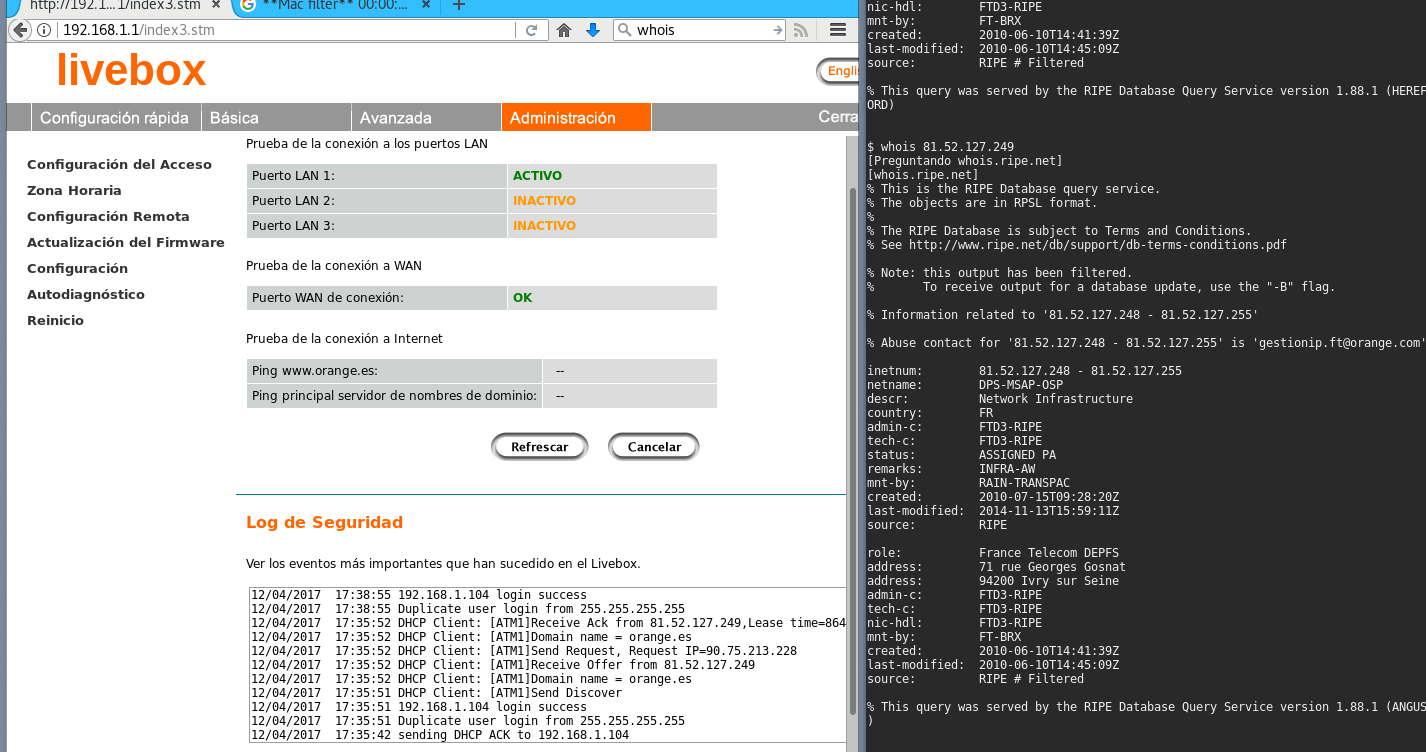 http://192.1...1/index3.stm ×
**Mac filter** 00:00:... ×
+
192.168.1.1/index3.stm
whois
livebox
Configuración rápida
Básica
Avanzada
Administración
Configuración del Acceso
Zona Horaria
Configuración Remota
Actualización del Firmware
Configuración
Autodiagnóstico
Reinicio
Prueba de la conexión a los puertos LAN
Puerto LAN 1: ACTIVO
Puerto LAN 2: INACTIVO
Puerto LAN 3: INACTIVO
Prueba de la conexión a WAN
Puerto WAN de conexión: OK
Prueba de la conexión a Internet
Ping www.orange.es: --
Ping principal servidor de nombres de dominio: --
Refrescar
Cancelar
Log de Seguridad
Ver los eventos más importantes que han sucedido en el Livebox.
12/04/2017  17:38:55 192.168.1.104 login success
12/04/2017  17:38:55 Duplicate user login from 255.255.255.255
12/04/2017  17:35:52 DHCP Client: [ATM1]Receive Ack from 81.52.127.249,Lease time=864
12/04/2017  17:35:52 DHCP Client: [ATM1]Domain name = orange.es
12/04/2017  17:35:52 DHCP Client: [ATM1]Send Request, Request IP=90.75.213.228
12/04/2017  17:35:52 DHCP Client: [ATM1]Receive Offer from 81.52.127.249
12/04/2017  17:35:52 DHCP Client: [ATM1]Domain name = orange.es
12/04/2017  17:35:51 DHCP Client: [ATM1]Send Discover
12/04/2017  17:35:51 192.168.1.104 login success
12/04/2017  17:35:51 Duplicate user login from 255.255.255.255
12/04/2017  17:35:42 sending DHCP ACK to 192.168.1.104
nic-hdl:        FTD3-RIPE
mnt-by:         FT-BRX
created:        2010-06-10T14:41:39Z
last-modified:  2010-06-10T14:45:09Z
source:         RIPE # Filtered
% This query was served by the RIPE Database Query Service version 1.88.1 (HEREF
ORD)
$ whois 81.52.127.249
[Preguntando whois.ripe.net]
[whois.ripe.net]
% This is the RIPE Database query service.
% The objects are in RPSL format.
%
% The RIPE Database is subject to Terms and Conditions.
% See http://www.ripe.net/db/support/db-terms-conditions.pdf
% Note: this output has been filtered.
%       To receive output for a database update, use the "-B" flag.
% Information related to '81.52.127.248 - 81.52.127.255'
% Abuse contact for '81.52.127.248 - 81.52.127.255' is 'gestionip.ft@orange.com'
inetnum:        81.52.127.248 - 81.52.127.255
netname:        DPS-MSAP-OSP
descr:          Network Infrastructure
country:        FR
admin-c:        FTD3-RIPE
tech-c:         FTD3-RIPE
status:         ASSIGNED PA
remarks:        INFRA-AW
mnt-by:         RAIN-TRANSPAC
created:        2010-07-15T09:28:20Z
last-modified:  2014-11-13T15:59:11Z
source:         RIPE
role:           France Telecom DEPFS
address:        71 rue Georges Gosnat
address:        94200 Ivry sur Seine
admin-c:        FTD3-RIPE
tech-c:         FTD3-RIPE
nic-hdl:        FTD3-RIPE
mnt-by:         FT-BRX
created:        2010-06-10T14:41:39Z
last-modified:  2010-06-10T14:45:09Z
source:         RIPE # Filtered
% This query was served by the RIPE Database Query Service version 1.88.1 (ANGUS
)